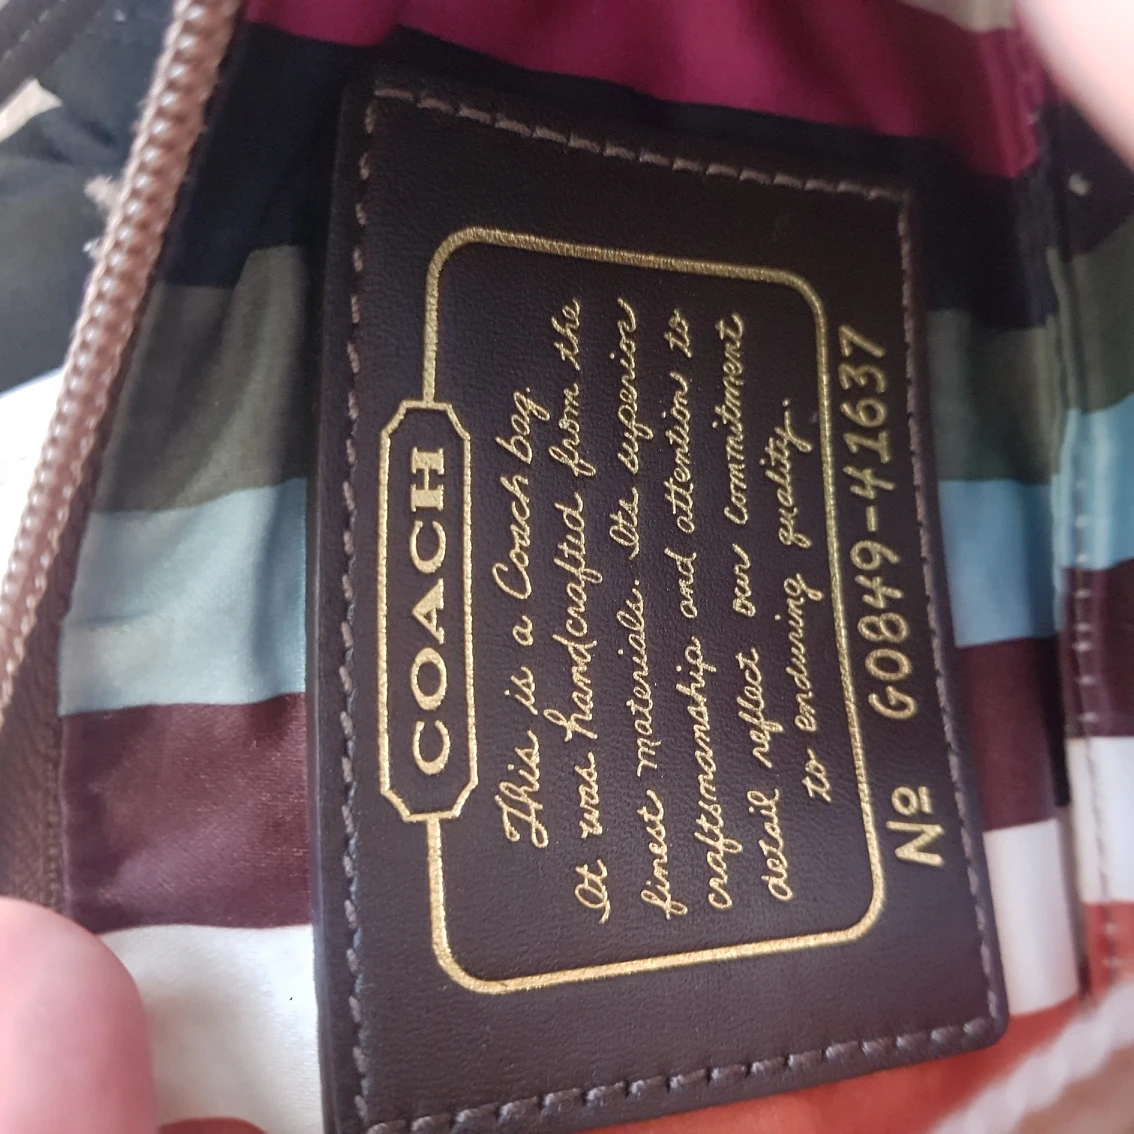 COACH
This is a Coach bag.
It was handcrafted from the
finest materials. Its superior
craftsmanship and attention to
detail reflect our commitment
to enduring quality.
Nº G0849-41637